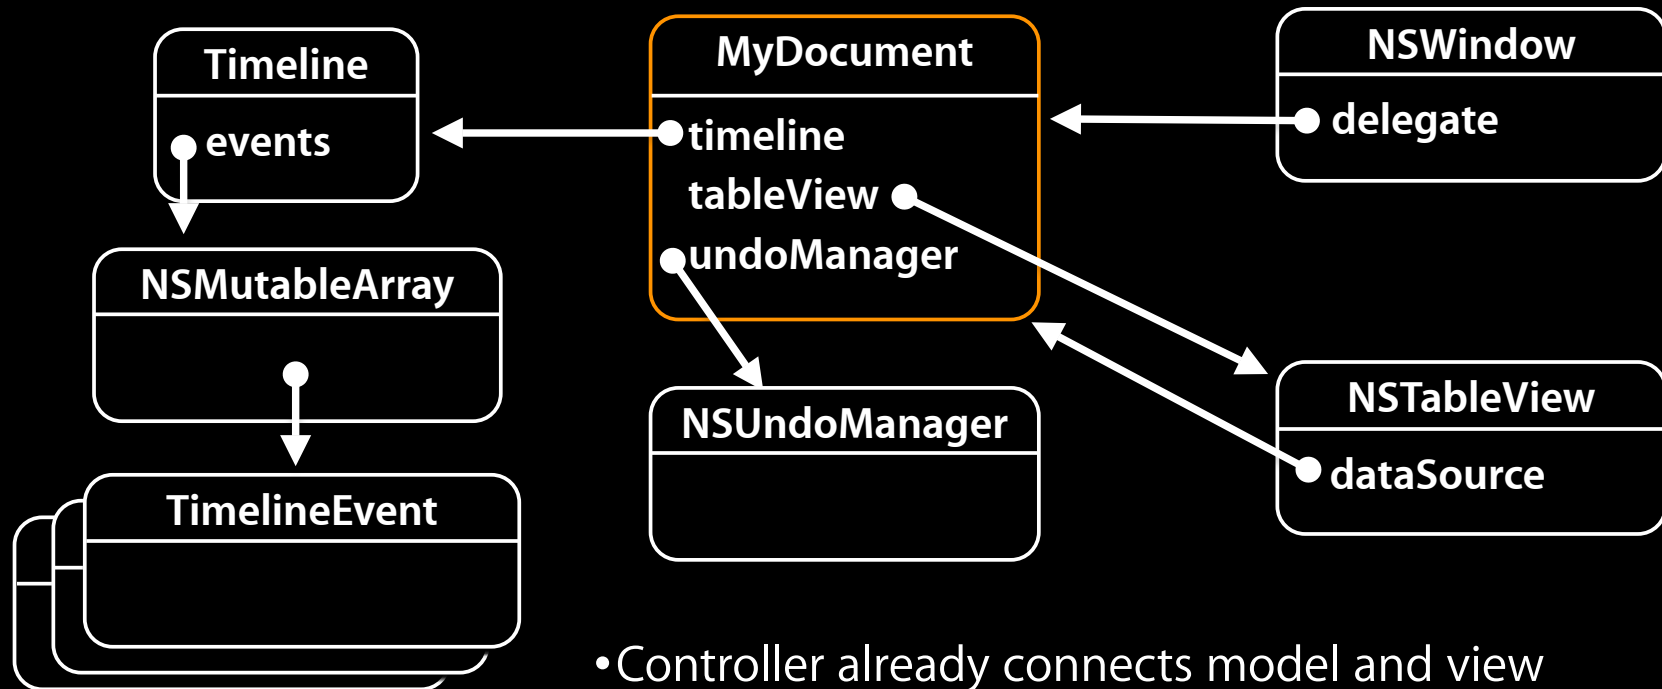 Timeline
events
NSMutableArray
TimelineEvent
MyDocument
timeline
tableView
undoManager
NSUndoManager
NSWindow
delegate
NSTableView
dataSource
•Controller already connects model and view